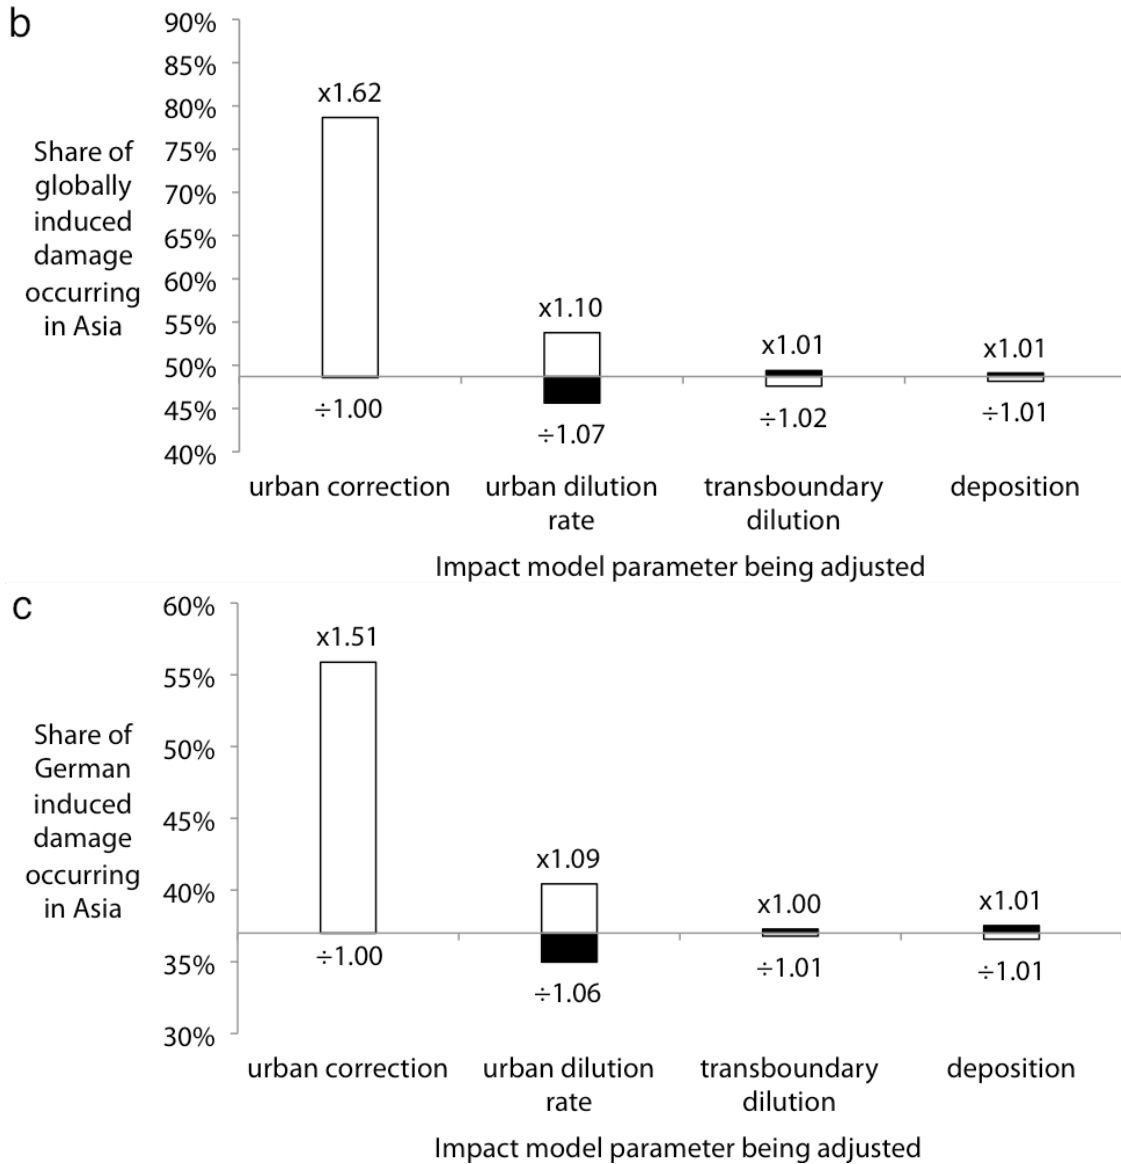 b
90%
85%
80%
75%
70%
65%
60%
55%
50%
45%
40%
Share of
globally
induced
damage
occurring
in Asia
x1.62
÷1.00
x1.10
÷1.07
x1.01
÷1.02
x1.01
÷1.01
urban correction
urban dilution
rate
transboundary
dilution
deposition
Impact model parameter being adjusted
c
60%
55%
50%
45%
40%
35%
30%
Share of
German
induced
damage
occurring
in Asia
x1.51
÷1.00
x1.09
÷1.06
x1.00
÷1.01
x1.01
÷1.01
urban correction
urban dilution
rate
transboundary
dilution
deposition
Impact model parameter being adjusted